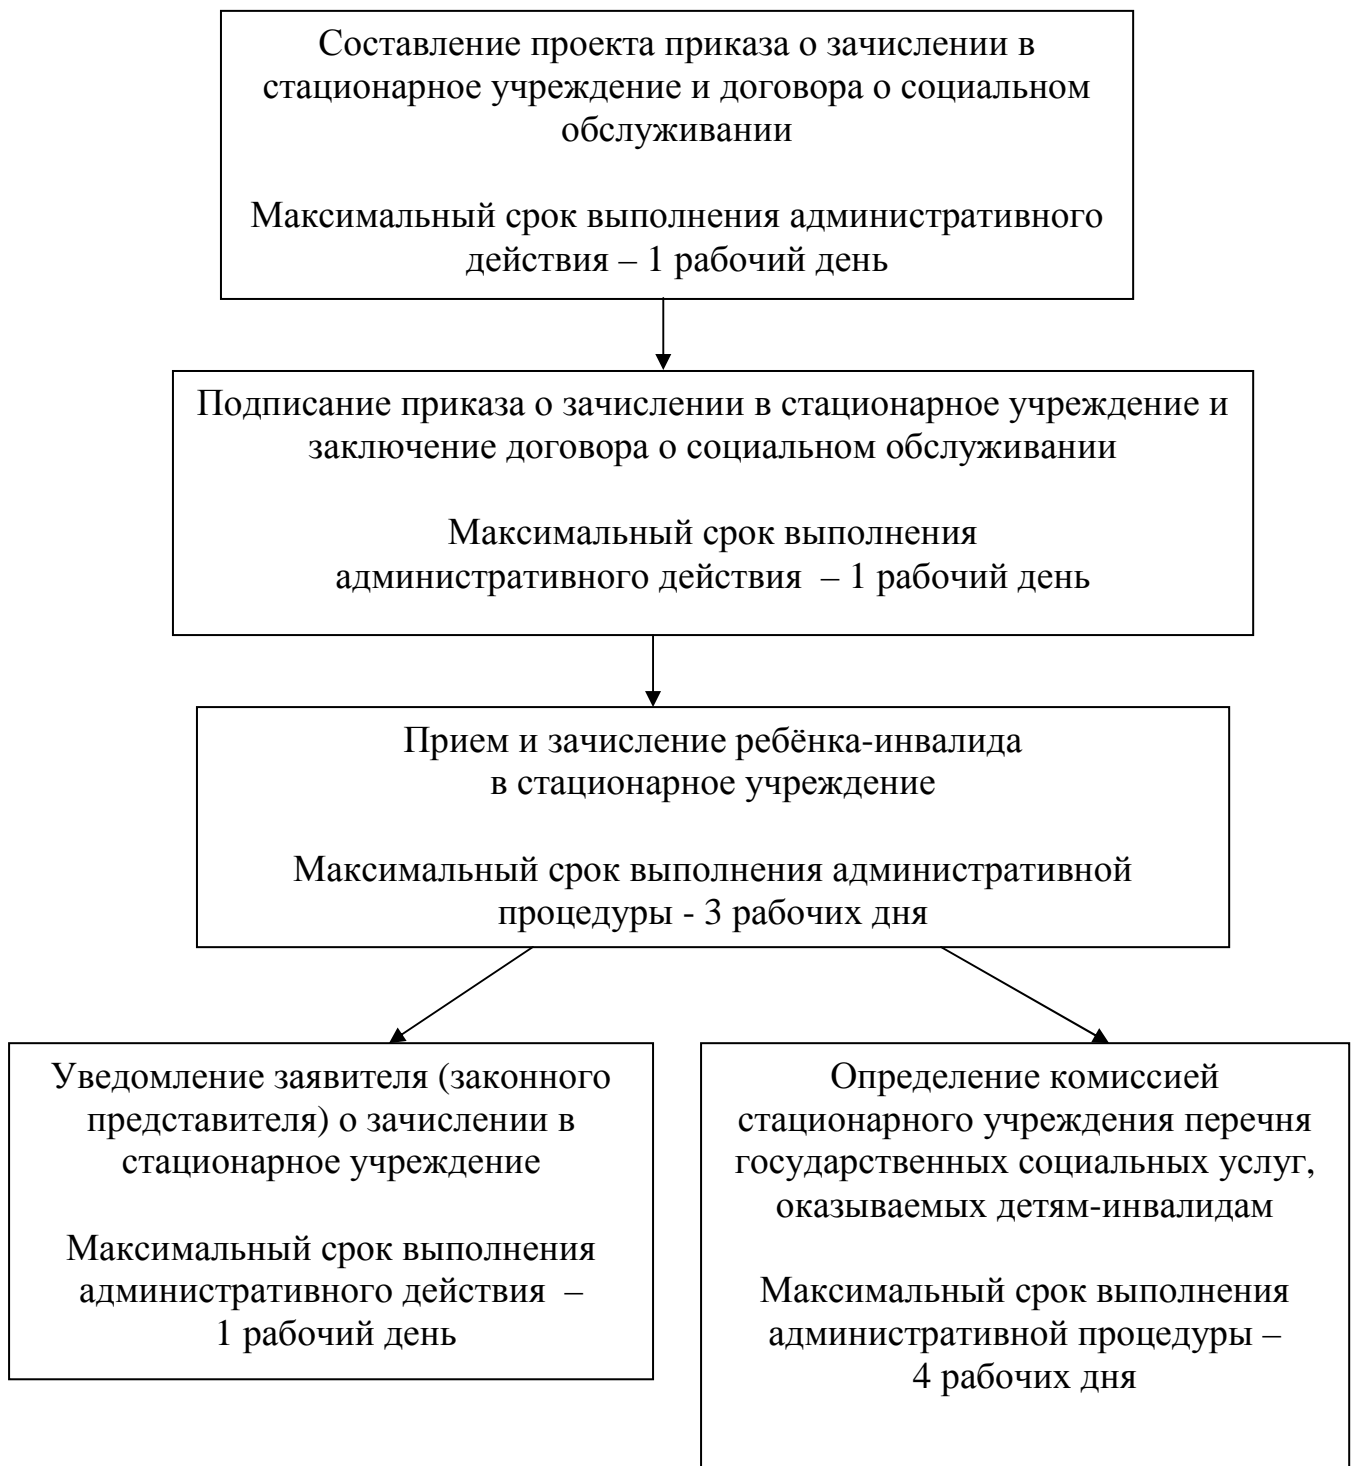 Составление проекта приказа о зачислении в
стационарное учреждение и договора о социальном
обслуживании
Максимальный срок выполнения административного
действия – 1 рабочий день
Подписание приказа о зачислении в стационарное учреждение и
заключение договора о социальном обслуживании
Максимальный срок выполнения
административного действия – 1 рабочий день
Прием и зачисление ребёнка-инвалида
в стационарное учреждение
Максимальный срок выполнения административной
процедуры - 3 рабочих дня
Уведомление заявителя (законного
представителя) о зачислении в
стационарное учреждение
Максимальный срок выполнения
административного действия –
1 рабочий день
Определение комиссией
стационарного учреждения перечня
государственных социальных услуг,
оказываемых детям-инвалидам
Максимальный срок выполнения
административной процедуры –
4 рабочих дня